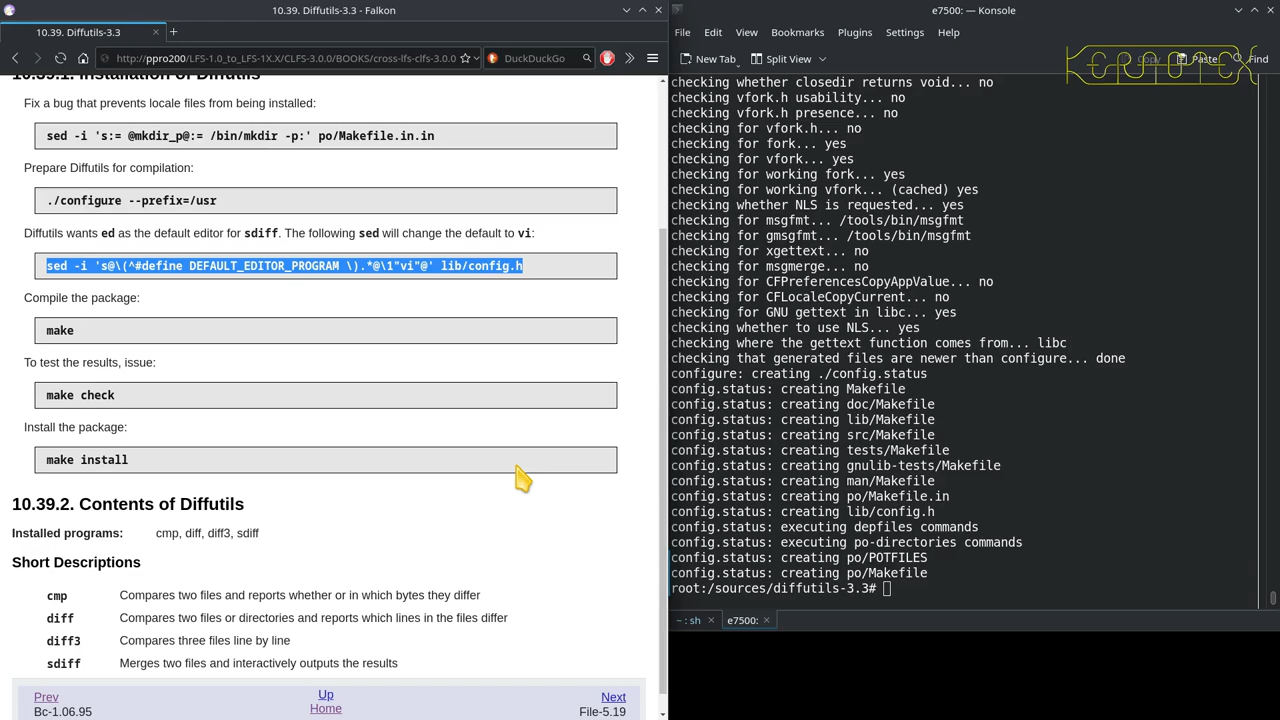 10.39. Diffutils-3.3 - Falkon
10.39. Diffutils-3.3
http://ppro200/LFS-1.0_to_LFS-1X.X/CLFS-3.0.0/BOOKS/cross-lfs-clfs-3.0.0
DuckDuckGo
10.39.1. Installation of Diffutils
Fix a bug that prevents locale files from being installed:
sed -i 's:= @mkdir_p@:= /bin/mkdir -p:' po/Makefile.in.in
Prepare Diffutils for compilation:
./configure --prefix=/usr
Diffutils wants ed as the default editor for sdiff. The following sed will change the default to vi:
sed -i 's@\(^#define DEFAULT_EDITOR_PROGRAM \).*@\1"vi"@' lib/config.h
Compile the package:
make
To test the results, issue:
make check
Install the package:
make install
10.39.2. Contents of Diffutils
Installed programs: cmp, diff, diff3, sdiff
Short Descriptions
cmp Compares two files and reports whether or in which bytes they differ
diff Compares two files or directories and reports which lines in the files differ
diff3 Compares three files line by line
sdiff Merges two files and interactively outputs the results
Prev Up Next
Bc-1.06.95 Home File-5.19
e7500: — Konsole
File Edit View Bookmarks Plugins Settings Help
New Tab Split View Copy Paste Find
checking whether closedir returns void... no
checking vfork.h usability... no
checking vfork.h presence... no
checking for vfork.h... no
checking for fork... yes
checking for vfork... yes
checking for working fork... yes
checking for working vfork... (cached) yes
checking whether NLS is requested... yes
checking for msgfmt... /tools/bin/msgfmt
checking for gmsgfmt... /tools/bin/msgfmt
checking for xgettext... no
checking for msgmerge... no
checking for CFPreferencesCopyAppValue... no
checking for CFLocaleCopyCurrent... no
checking for GNU gettext in libc... yes
checking whether to use NLS... yes
checking where the gettext function comes from... libc
checking that generated files are newer than configure... done
configure: creating ./config.status
config.status: creating Makefile
config.status: creating doc/Makefile
config.status: creating lib/Makefile
config.status: creating src/Makefile
config.status: creating tests/Makefile
config.status: creating gnulib-tests/Makefile
config.status: creating man/Makefile
config.status: creating po/Makefile.in
config.status: creating lib/config.h
config.status: executing depfiles commands
config.status: executing po-directories commands
config.status: creating po/POTFILES
config.status: creating po/Makefile
root:/sources/diffutils-3.3#
~ : sh e7500: